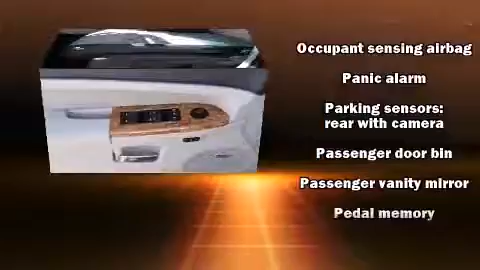 Occupant sensing airbag
Panic alarm
Parking sensors:
rear with camera
Passenger door bin
Passenger vanity mirror
Pedal memory